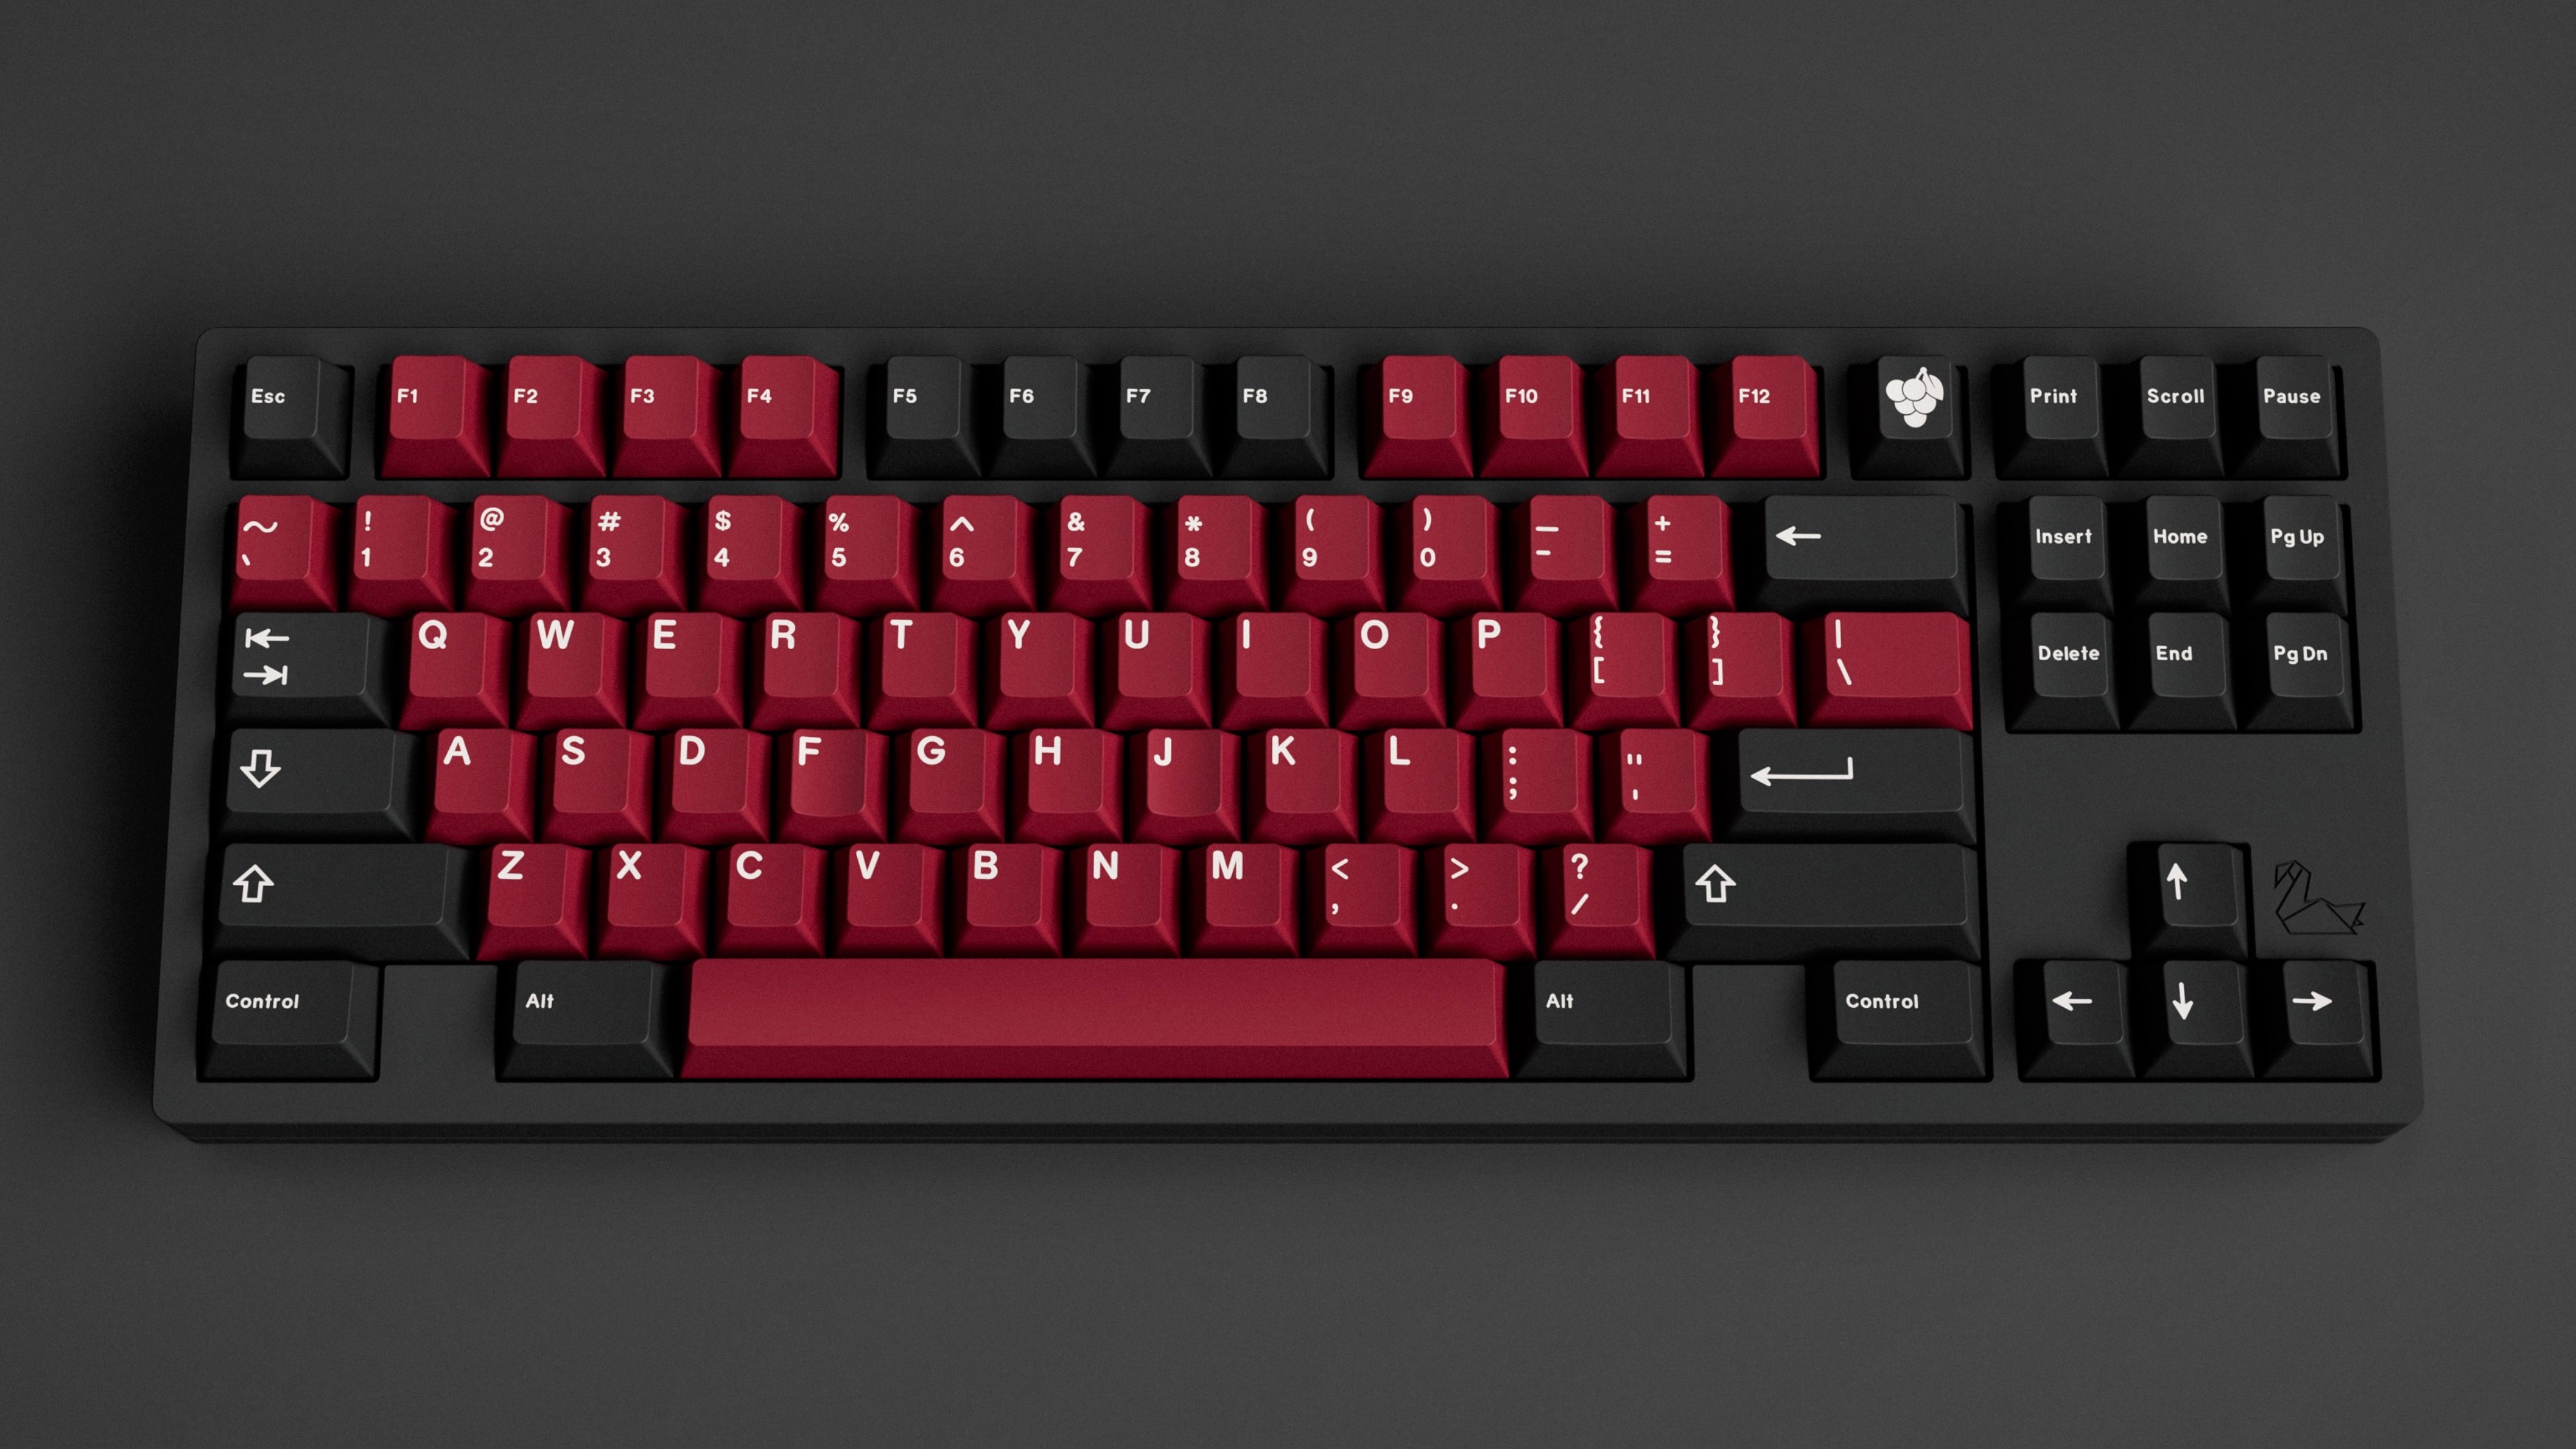 Esc F1 F2 F3 F4 F5 F6 F7 F8 F9 F10 F11 F12 Print Scroll Pause
~ ! @ # $ % ^ & * ( ) _ + ←
` 1 2 3 4 5 6 7 8 9 0 - = Insert Home Pg Up
⇤ Q W E R T Y U I O P { } |
⇥ [ ] \ Delete End Pg Dn
⇩ A S D F G H J K L : "
; '
⇧ Z X C V B N M < > ? ⇧ ↑
, . /
Control Alt Alt Control ← ↓ →